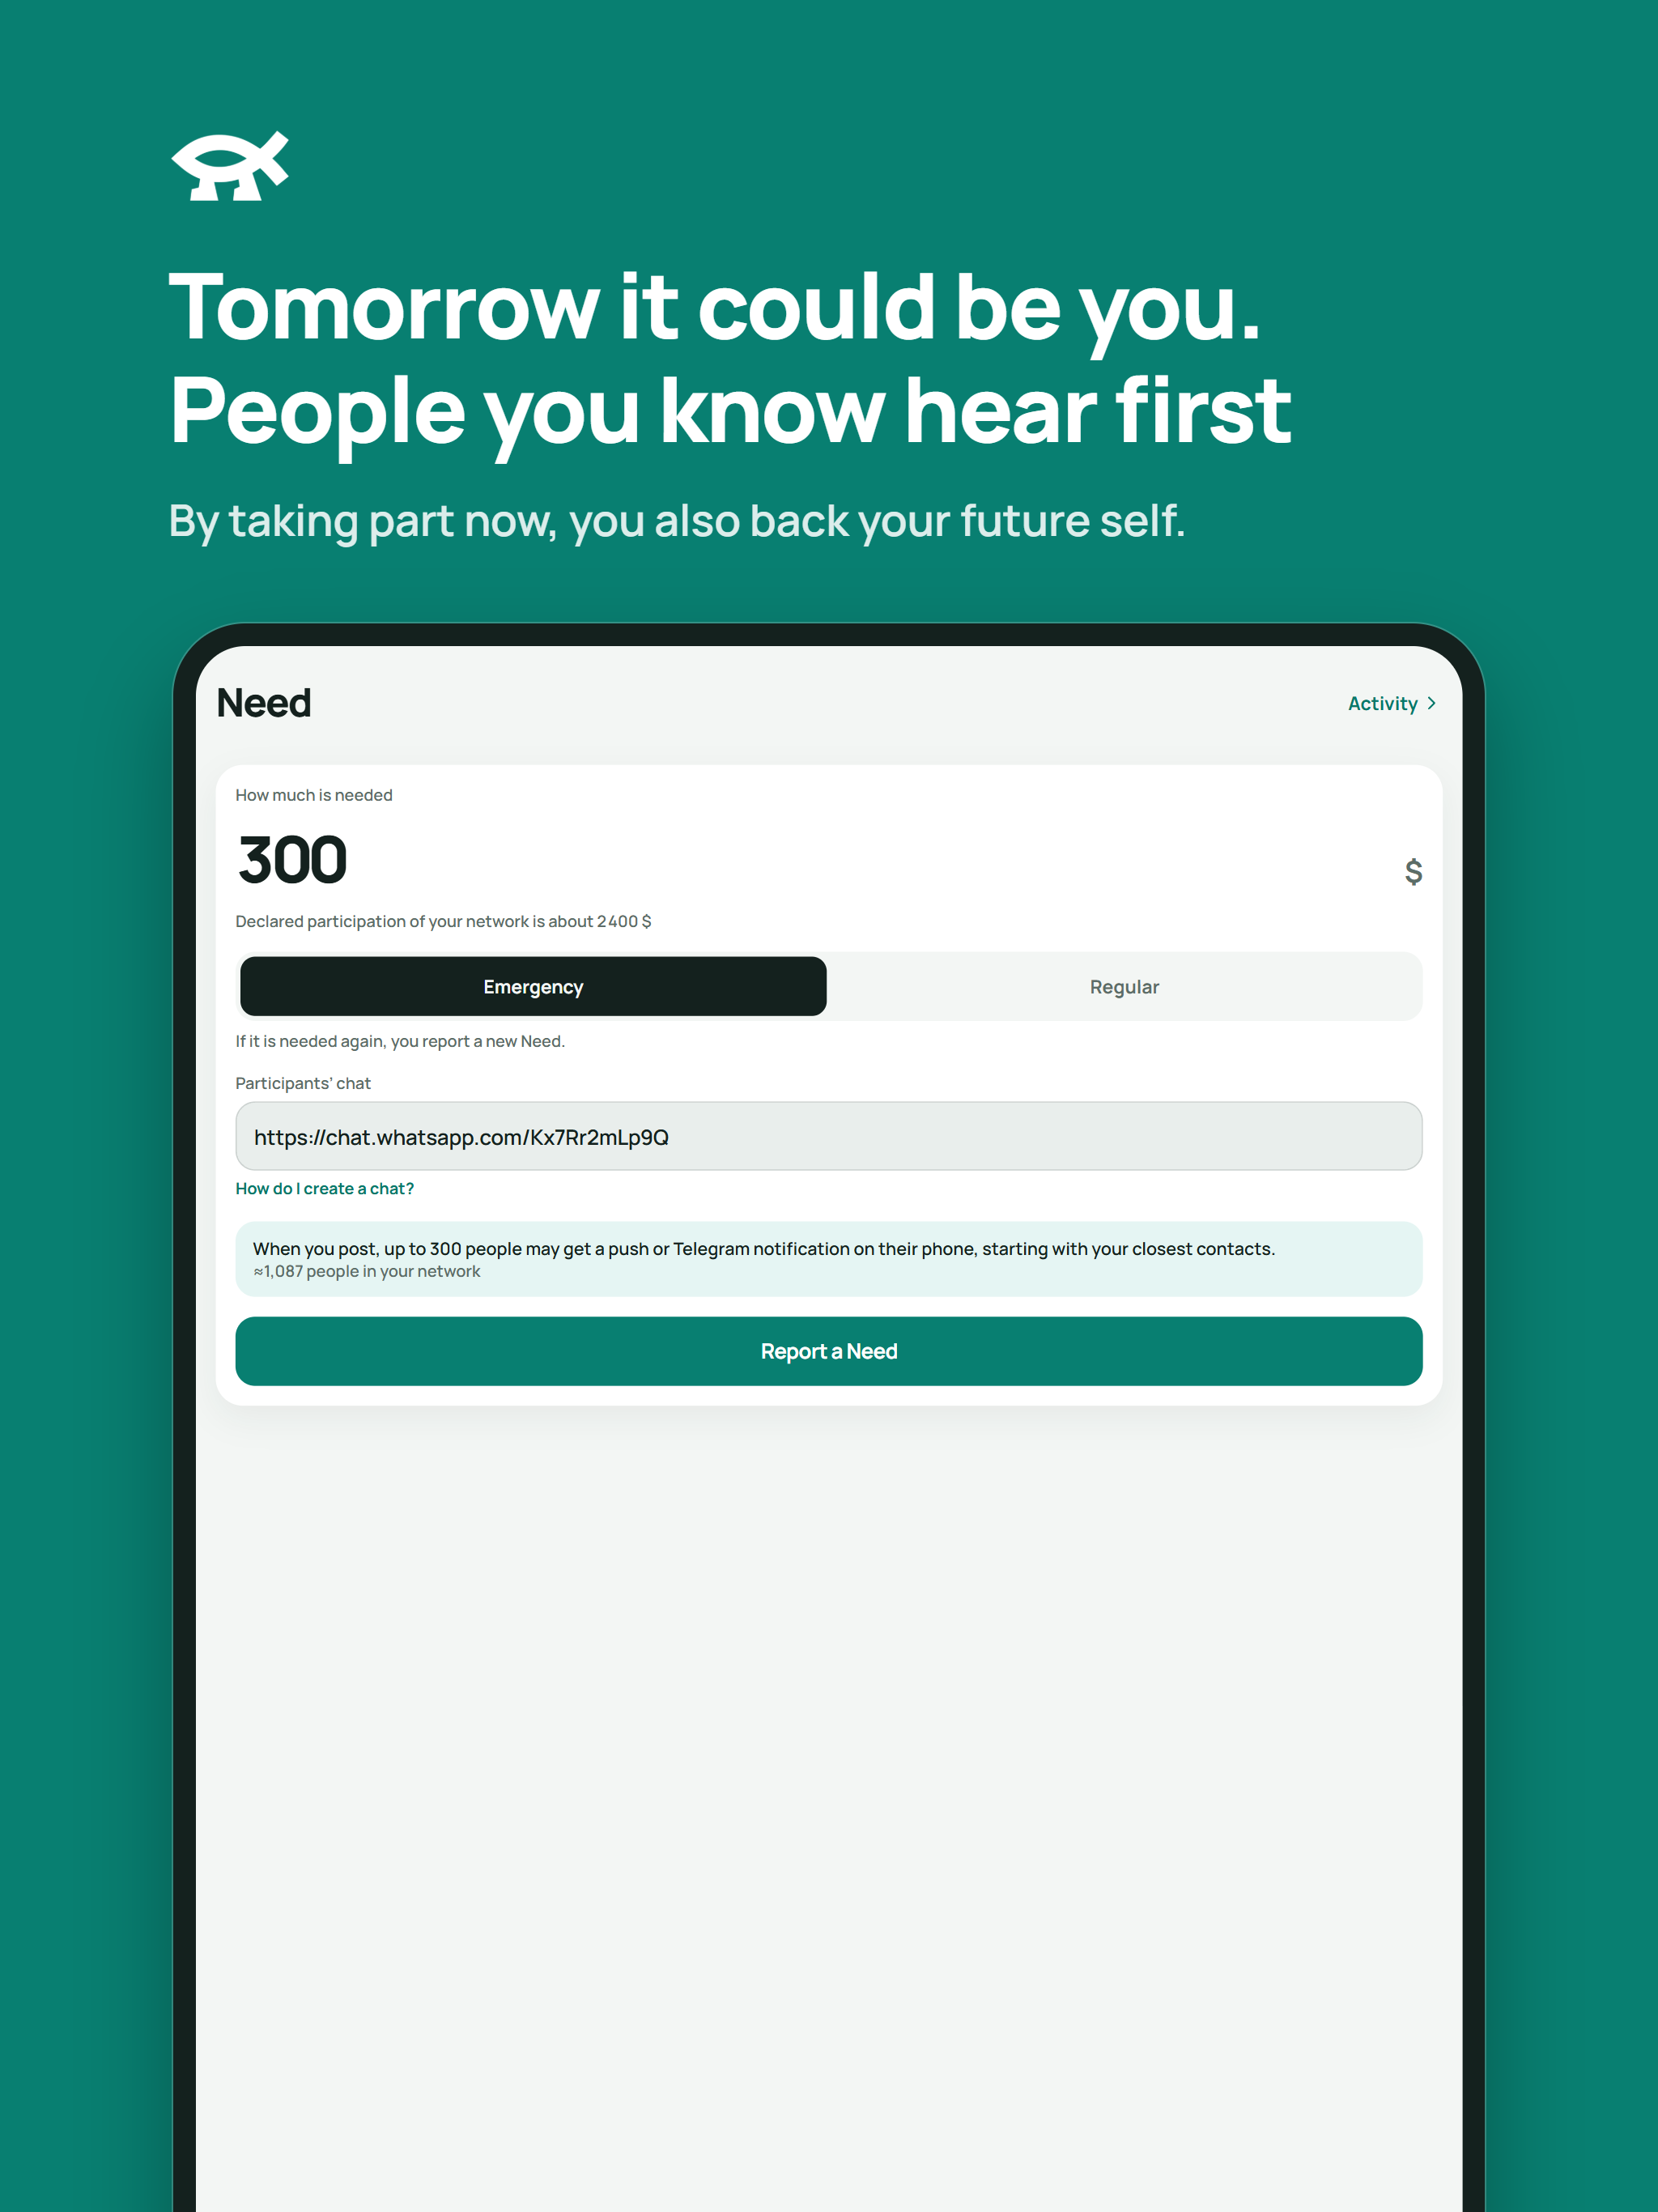 Tomorrow it could be you.
People you know hear first
By taking part now, you also back your future self.
Need
Activity
How much is needed
300
$
Declared participation of your network is about 2 400 $
Emergency
Regular
If it is needed again, you report a new Need.
Participants’ chat
https://chat.whatsapp.com/Kx7Rr2mLp9Q
How do I create a chat?
When you post, up to 300 people may get a push or Telegram notification on their phone, starting with your closest contacts.
≈1,087 people in your network
Report a Need